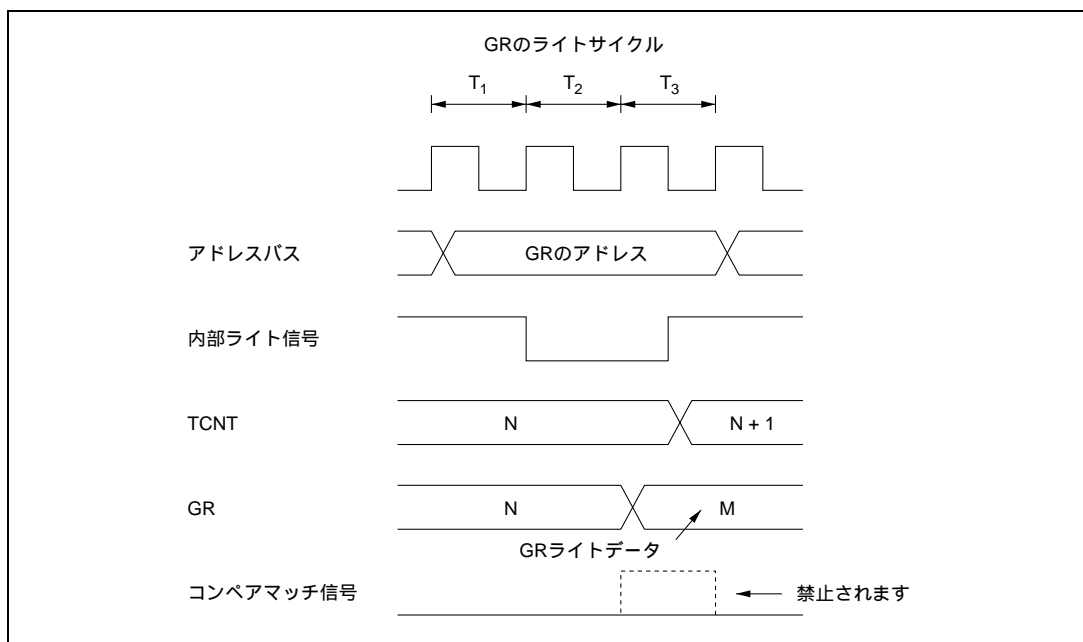 GRのライトサイクル
T1 T2 T3
アドレスバス GRのアドレス
内部ライト信号
TCNT N N + 1
GR N M
GRライトデータ
コンペアマッチ信号 禁止されます